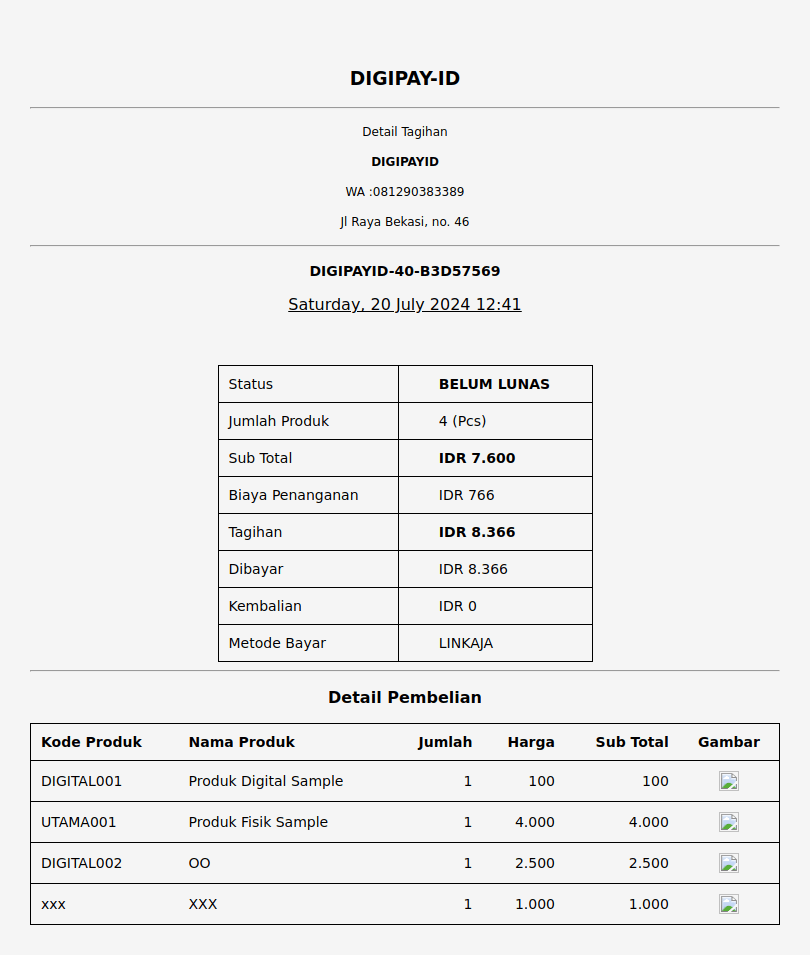 DIGIPAY-ID
Detail Tagihan
DIGIPAYID
WA :081290383389
Jl Raya Bekasi, no. 46
DIGIPAYID-40-B3D57569
Saturday, 20 July 2024 12:41
Status BELUM LUNAS
Jumlah Produk 4 (Pcs)
Sub Total IDR 7.600
Biaya Penanganan IDR 766
Tagihan IDR 8.366
Dibayar IDR 8.366
Kembalian IDR 0
Metode Bayar LINKAJA
Detail Pembelian
Kode Produk Nama Produk Jumlah Harga Sub Total Gambar
DIGITAL001 Produk Digital Sample 1 100 100
UTAMA001 Produk Fisik Sample 1 4.000 4.000
DIGITAL002 OO 1 2.500 2.500
xxx XXX 1 1.000 1.000